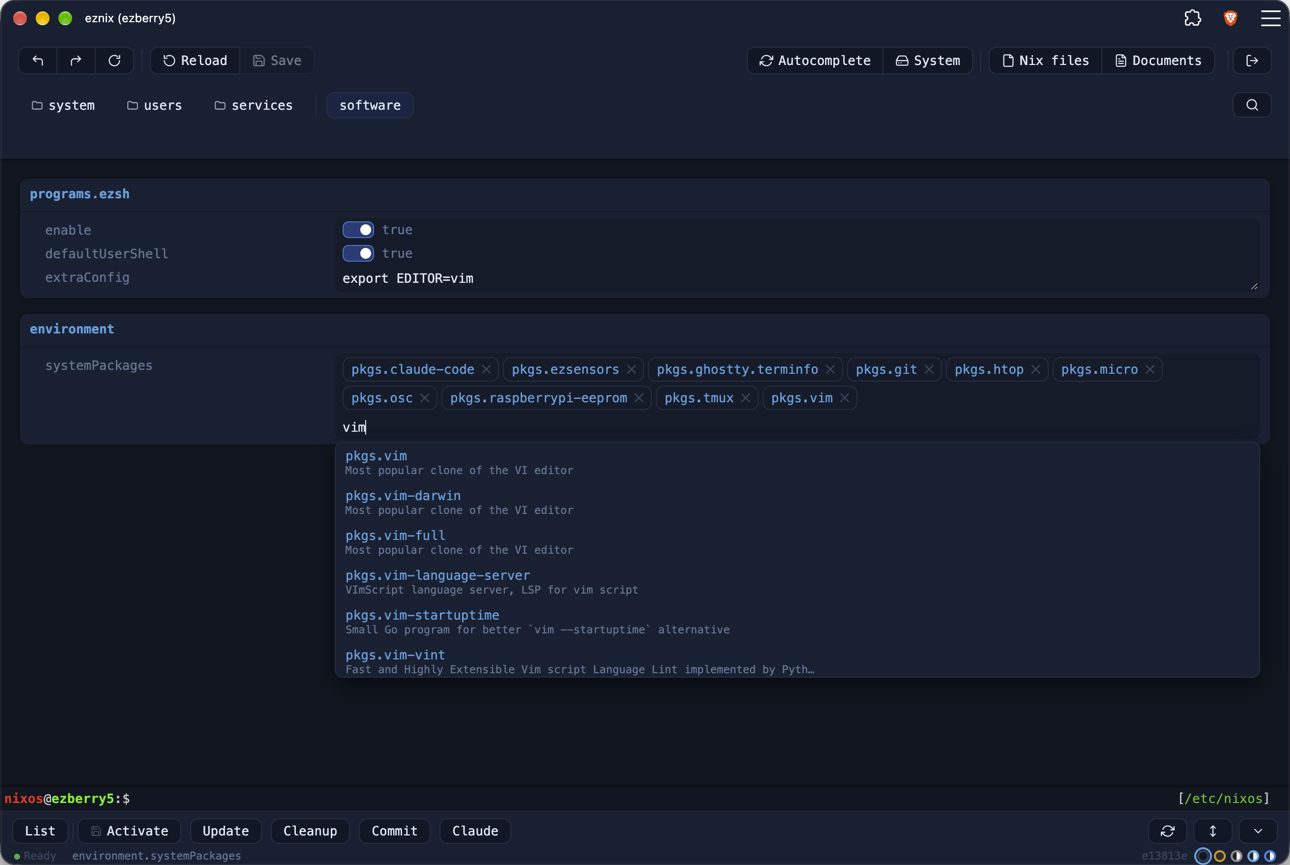 eznix (ezberry5)
Reload Save Autocomplete System Nix files Documents
system users services software
programs.ezsh
enable true
defaultUserShell true
extraConfig export EDITOR=vim
environment
systemPackages pkgs.claude-code pkgs.ezsensors pkgs.ghostty.terminfo pkgs.git pkgs.htop pkgs.micro
pkgs.osc pkgs.raspberrypi-eeprom pkgs.tmux pkgs.vim
vim
pkgs.vim
Most popular clone of the VI editor
pkgs.vim-darwin
Most popular clone of the VI editor
pkgs.vim-full
Most popular clone of the VI editor
pkgs.vim-language-server
VImScript language server, LSP for vim script
pkgs.vim-startuptime
Small Go program for better `vim --startuptime` alternative
pkgs.vim-vint
Fast and Highly Extensible Vim script Language Lint implemented by Pyth…
nixos@ezberry5:$ [/etc/nixos]
List Activate Update Cleanup Commit Claude
Ready environment.systemPackages e13813e